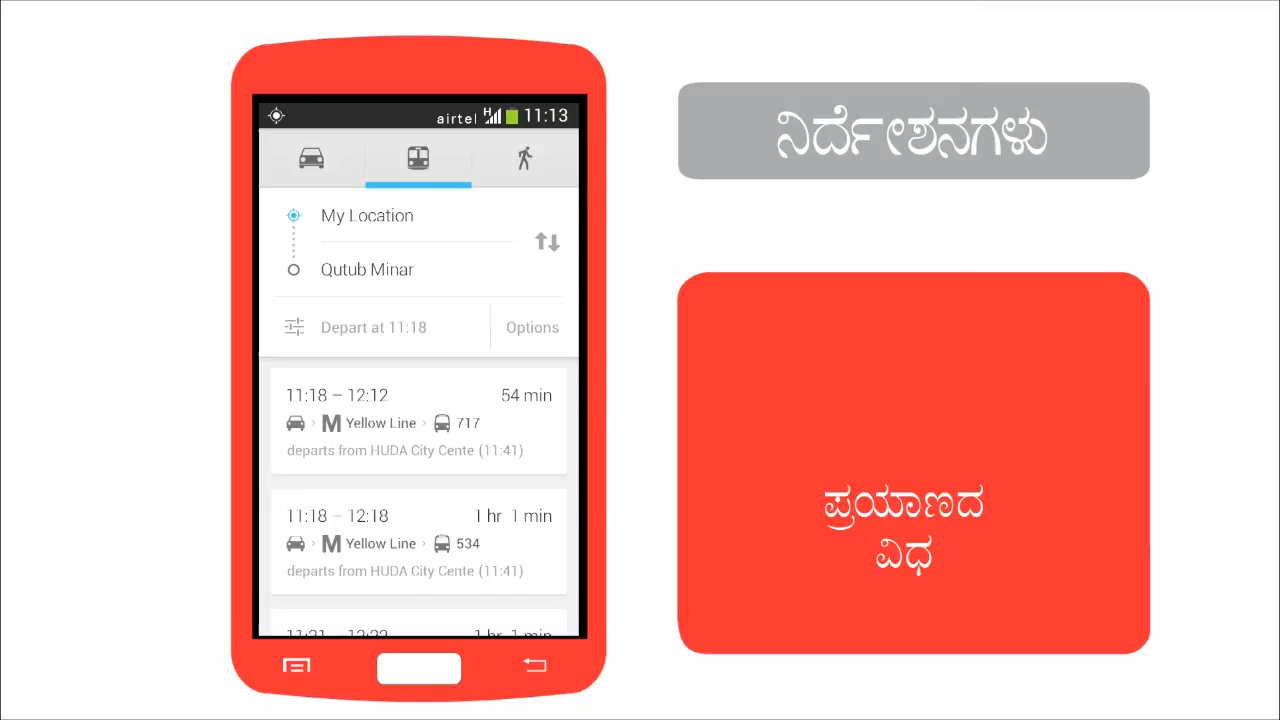 airtel H 11:13
My Location
Qutub Minar
Depart at 11:18 Options
11:18 – 12:12 54 min
M Yellow Line 717
departs from HUDA City Cente (11:41)
11:18 – 12:18 1 hr 1 min
M Yellow Line 534
departs from HUDA City Cente (11:41)
ನಿರ್ದೇಶನಗಳು
ಪ್ರಯಾಣದ
ವಿಧ